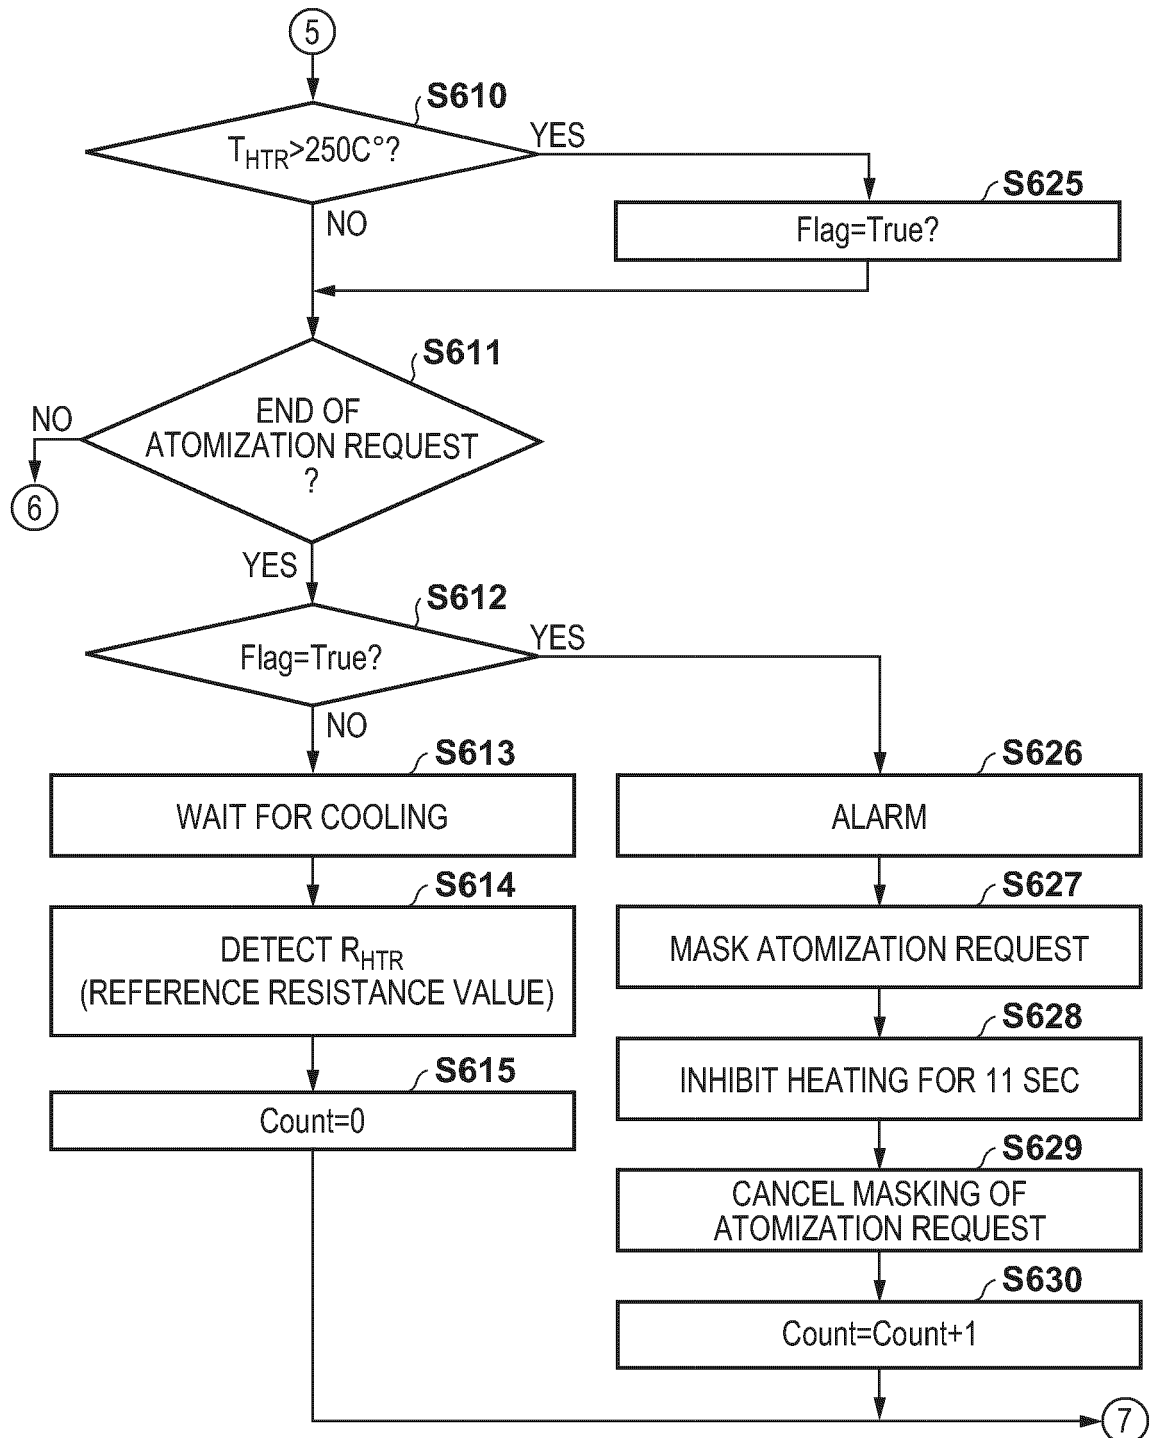 5
S610
T_HTR>250C°?
YES
NO
S625
Flag=True?
S611
END OF
ATOMIZATION REQUEST
?
NO
6
YES
S612
Flag=True?
YES
NO
S613
WAIT FOR COOLING
S614
DETECT R_HTR
(REFERENCE RESISTANCE VALUE)
S615
Count=0
S626
ALARM
S627
MASK ATOMIZATION REQUEST
S628
INHIBIT HEATING FOR 11 SEC
S629
CANCEL MASKING OF
ATOMIZATION REQUEST
S630
Count=Count+1
7